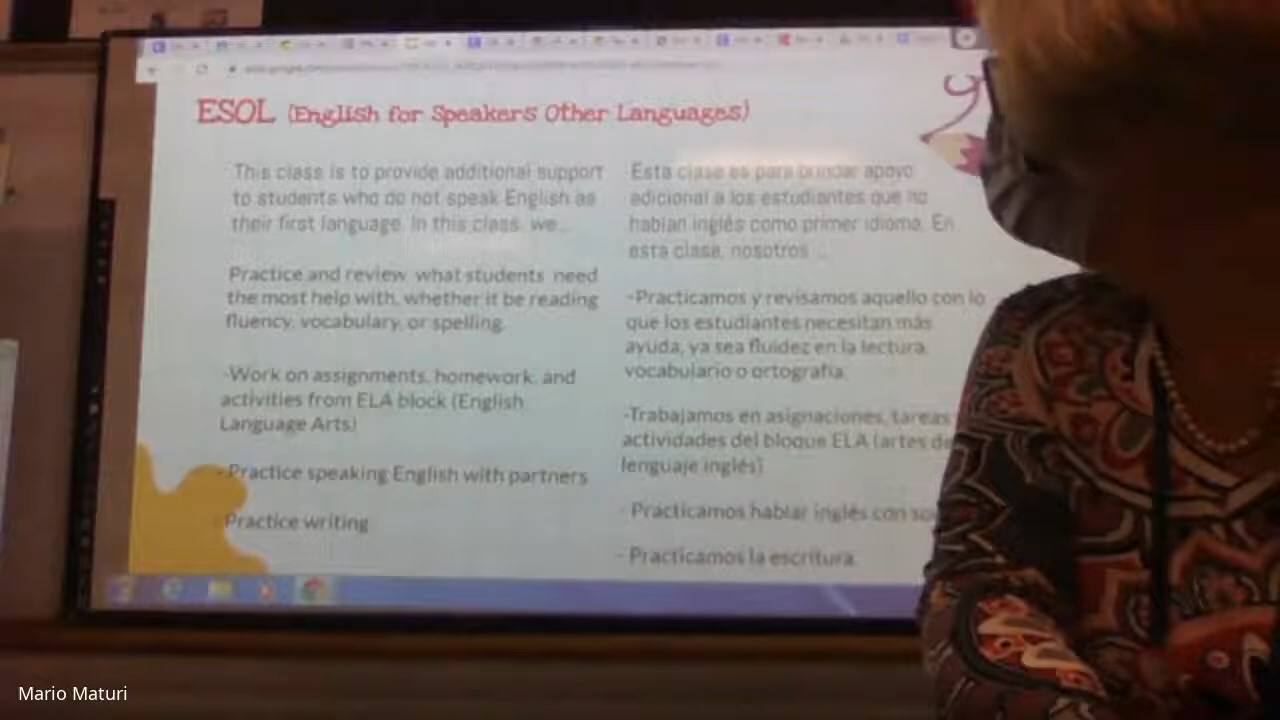 ESOL (English for Speakers Other Languages)
This class is to provide additional support
to students who do not speak English as
their first language. In this class, we...
Practice and review what students need
the most help with, whether it be reading
fluency, vocabulary, or spelling.
-Work on assignments, homework, and
activities from ELA block (English
Language Arts)
-Practice speaking English with partners
Practice writing
Esta clase es para brindar apoyo
adicional a los estudiantes que no
hablan inglés como primer idioma. En
esta clase, nosotros ...
-Practicamos y revisamos aquello con lo
que los estudiantes necesitan más
ayuda, ya sea fluidez en la lectura,
vocabulario o ortografía.
-Trabajamos en asignaciones, tareas
actividades del bloque ELA (artes de
lenguaje inglés)
- Practicamos hablar inglés con
- Practicamos la escritura.
Mario Maturi